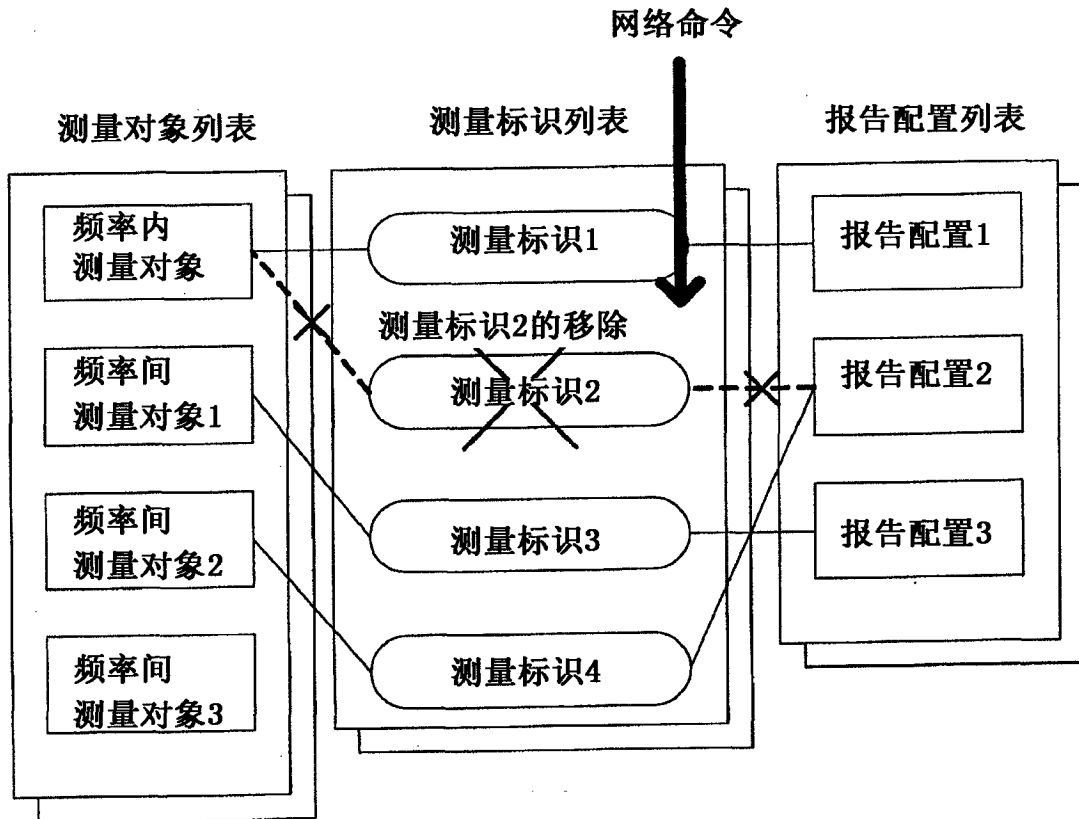 网络命令
测量对象列表
测量标识列表
报告配置列表
频率内
测量对象
测量标识1
报告配置1
测量标识2的移除
频率间
测量对象1
测量标识2
报告配置2
频率间
测量对象2
测量标识3
报告配置3
频率间
测量对象3
测量标识4